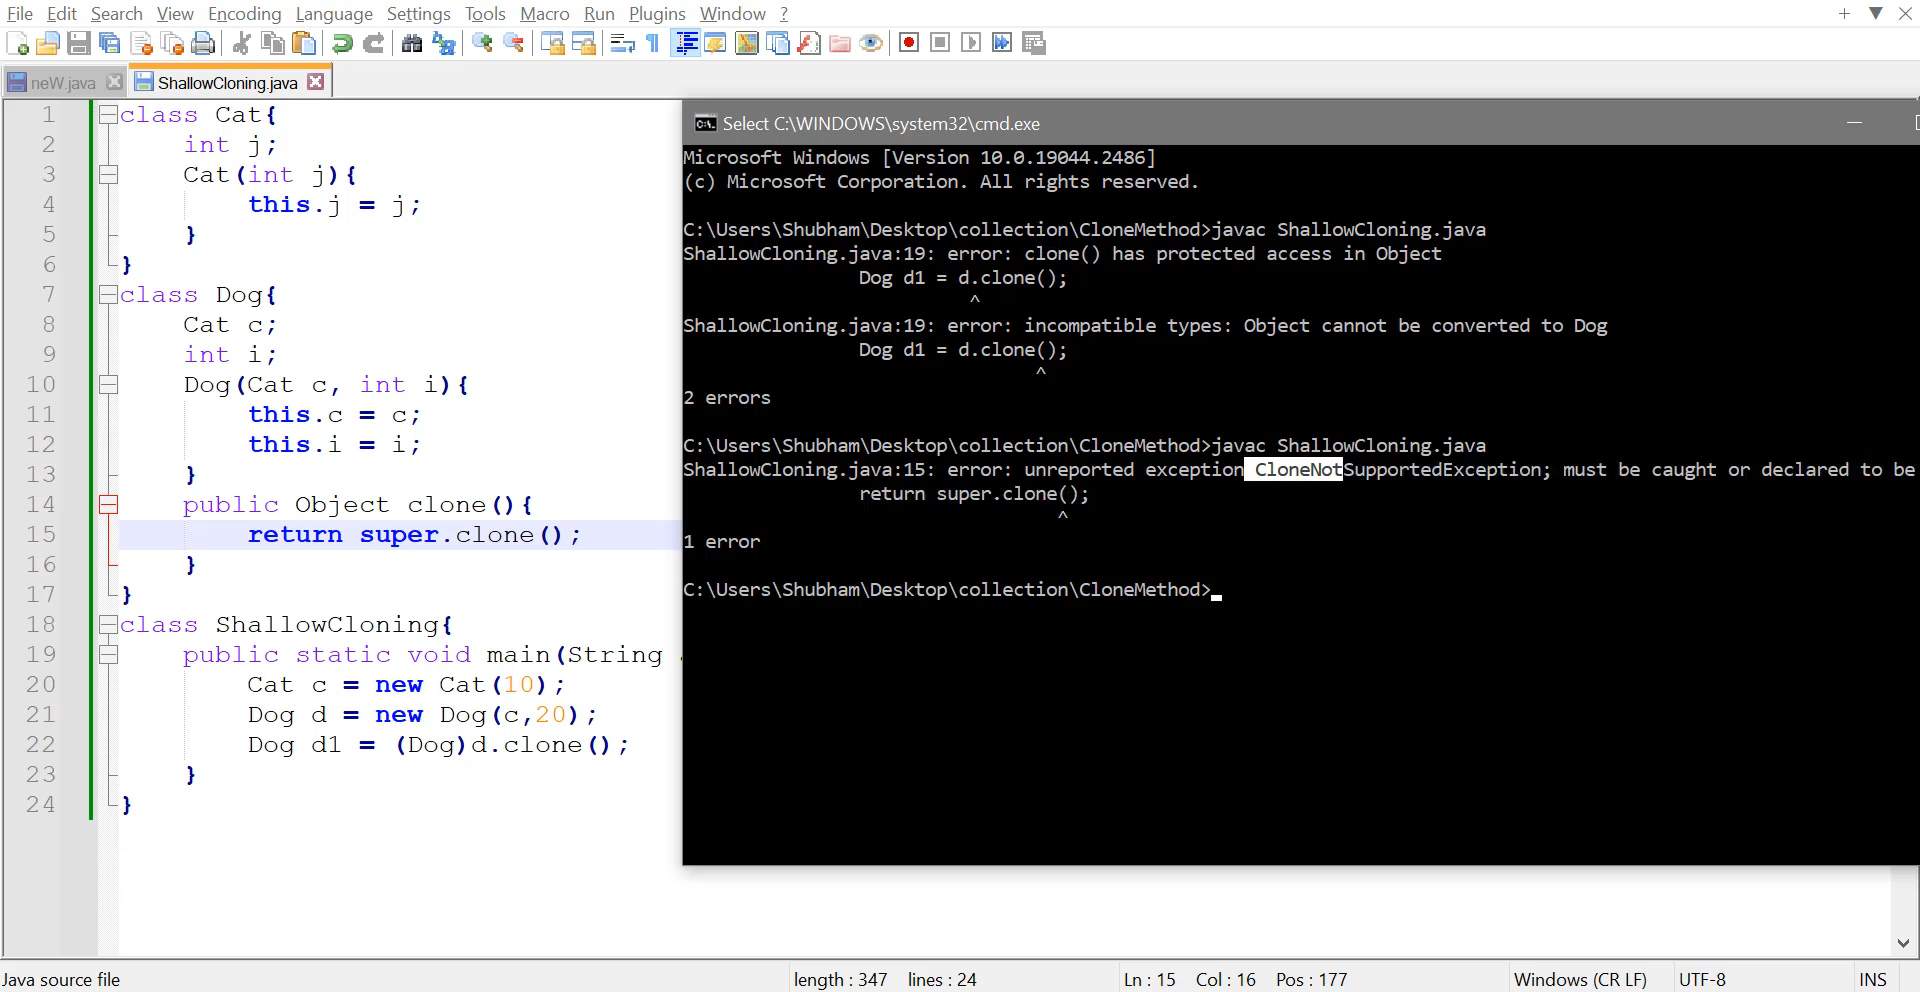 File Edit Search View Encoding Language Settings Tools Macro Run Plugins Window ?
neW.java ShallowCloning.java
1 class Cat{
2 int j;
3 Cat(int j){
4 this.j = j;
5 }
6 }
7 class Dog{
8 Cat c;
9 int i;
10 Dog(Cat c, int i){
11 this.c = c;
12 this.i = i;
13 }
14 public Object clone(){
15 return super.clone();
16 }
17 }
18 class ShallowCloning{
19 public static void main(String
20 Cat c = new Cat(10);
21 Dog d = new Dog(c,20);
22 Dog d1 = (Dog)d.clone();
23 }
24 }
Select C:\WINDOWS\system32\cmd.exe
Microsoft Windows [Version 10.0.19044.2486]
(c) Microsoft Corporation. All rights reserved.
C:\Users\Shubham\Desktop\collection\CloneMethod>javac ShallowCloning.java
ShallowCloning.java:19: error: clone() has protected access in Object
Dog d1 = d.clone();
^
ShallowCloning.java:19: error: incompatible types: Object cannot be converted to Dog
Dog d1 = d.clone();
^
2 errors
C:\Users\Shubham\Desktop\collection\CloneMethod>javac ShallowCloning.java
ShallowCloning.java:15: error: unreported exception CloneNotSupportedException; must be caught or declared to be
return super.clone();
^
1 error
C:\Users\Shubham\Desktop\collection\CloneMethod>
Java source file length : 347 lines : 24 Ln : 15 Col : 16 Pos : 177 Windows (CR LF) UTF-8 INS